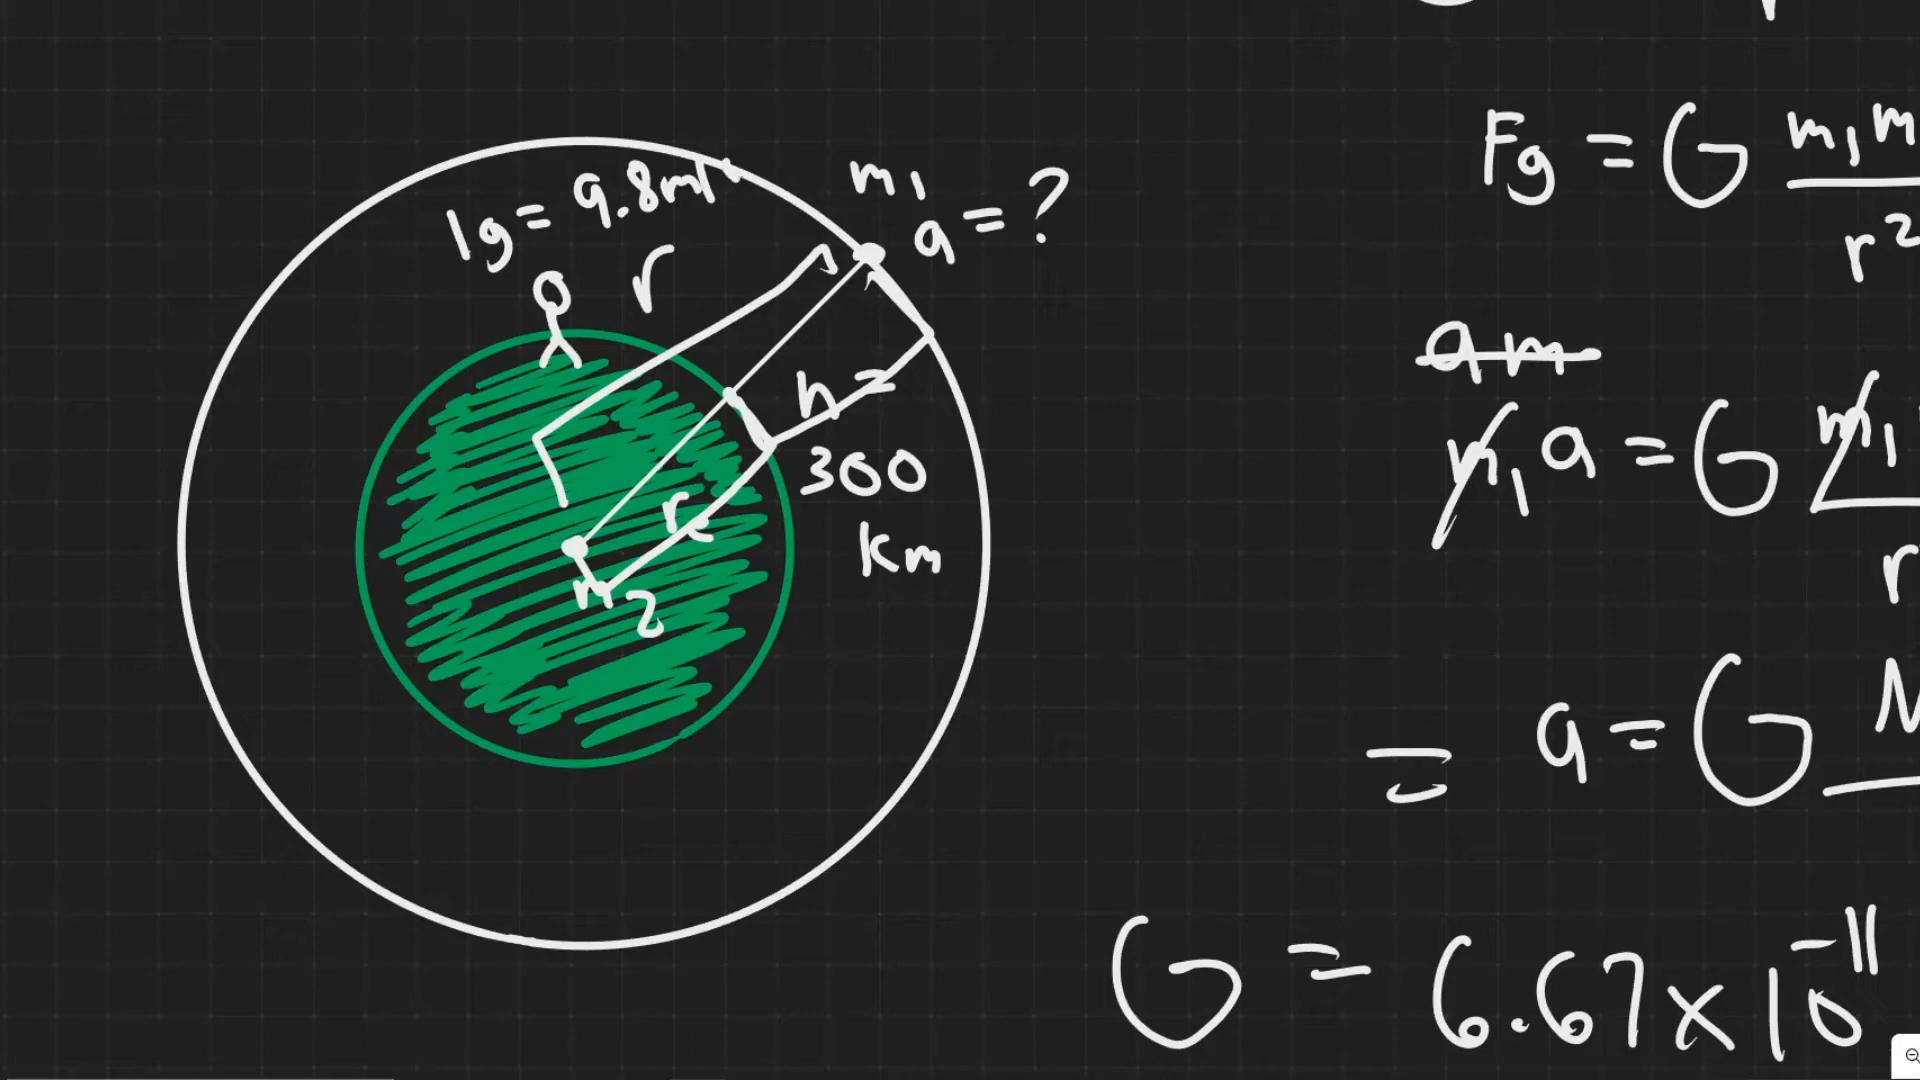 1g = 9.8m/
r
m₁
a = ?
h =
300
km
rₑ
m₂
Fg = G m₁m
r²
am
m₁a = G m₁
r
= a = G
G = 6.67 x 10⁻¹¹